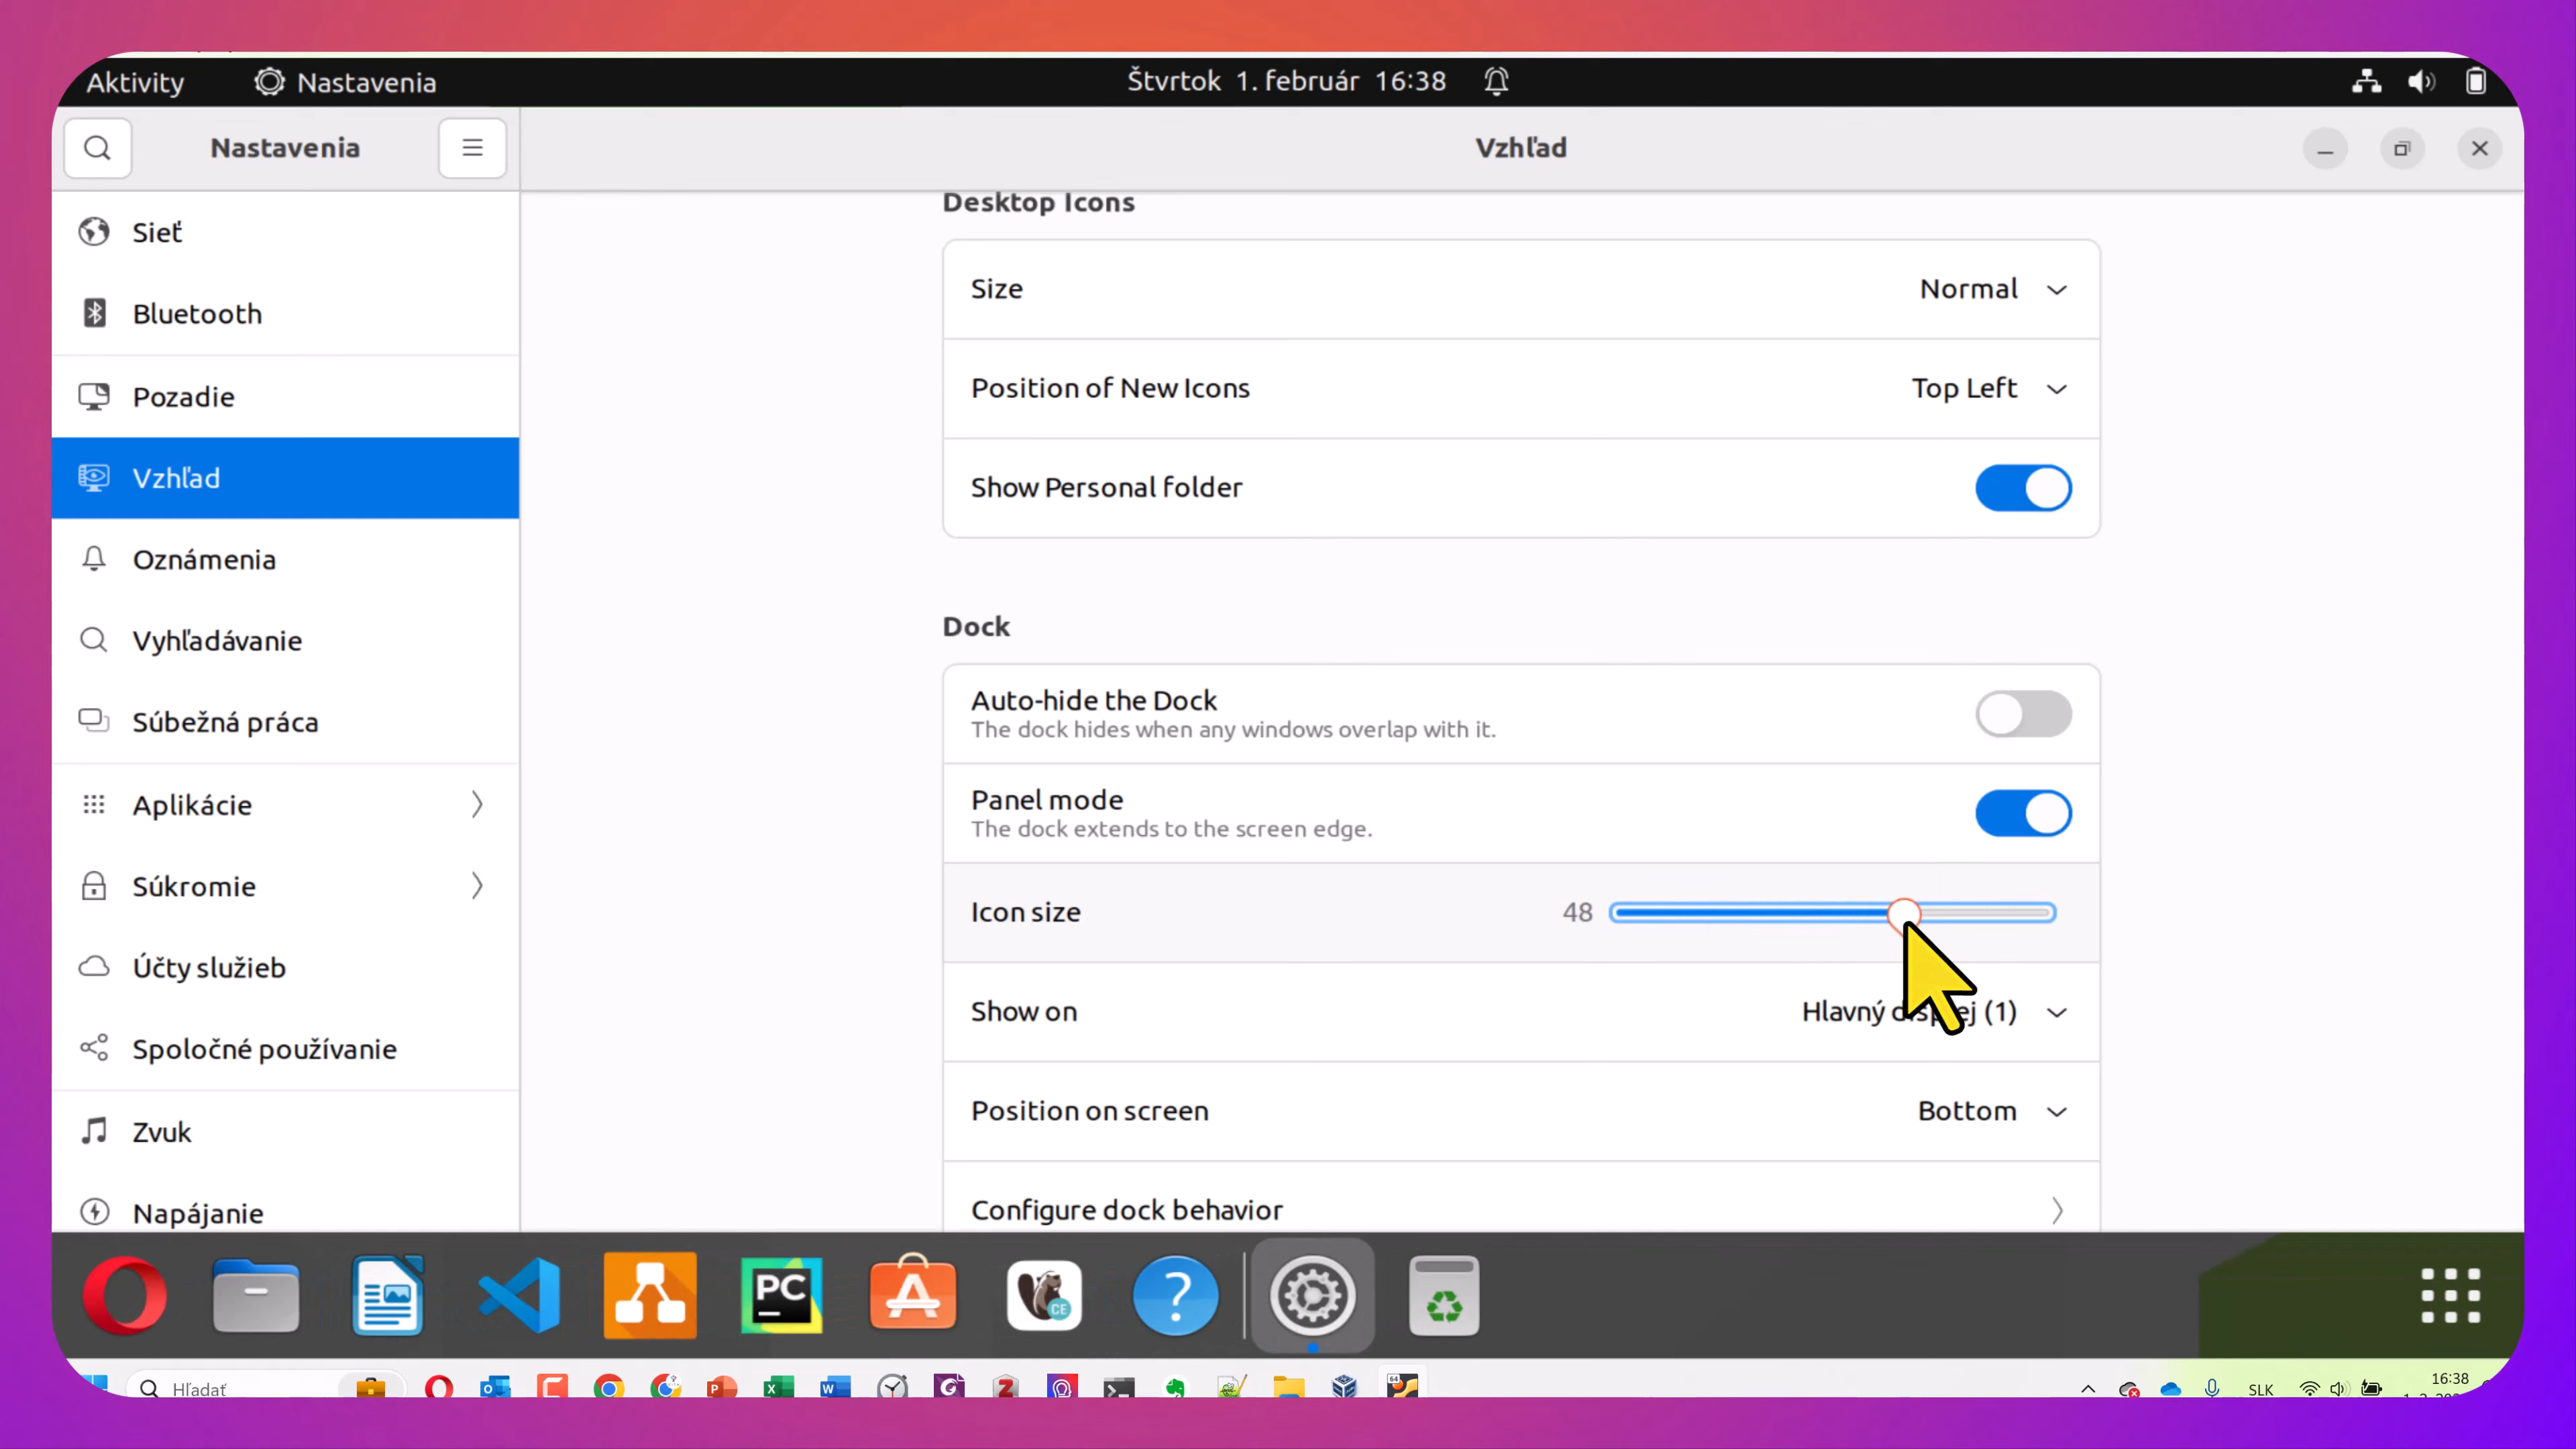 Aktivity
Nastavenia
Štvrtok 1. február 16:38
Nastavenia
Vzhľad
Sieť
Bluetooth
Pozadie
Vzhľad
Oznámenia
Vyhľadávanie
Súbežná práca
Aplikácie
Súkromie
Účty služieb
Spoločné používanie
Zvuk
Napájanie
Desktop Icons
Size
Normal
Position of New Icons
Top Left
Show Personal folder
Dock
Auto-hide the Dock
The dock hides when any windows overlap with it.
Panel mode
The dock extends to the screen edge.
Icon size
48
Show on
Hlavný displej (1)
Position on screen
Bottom
Configure dock behavior
PC
CE
?
Hľadať
SLK
16:38